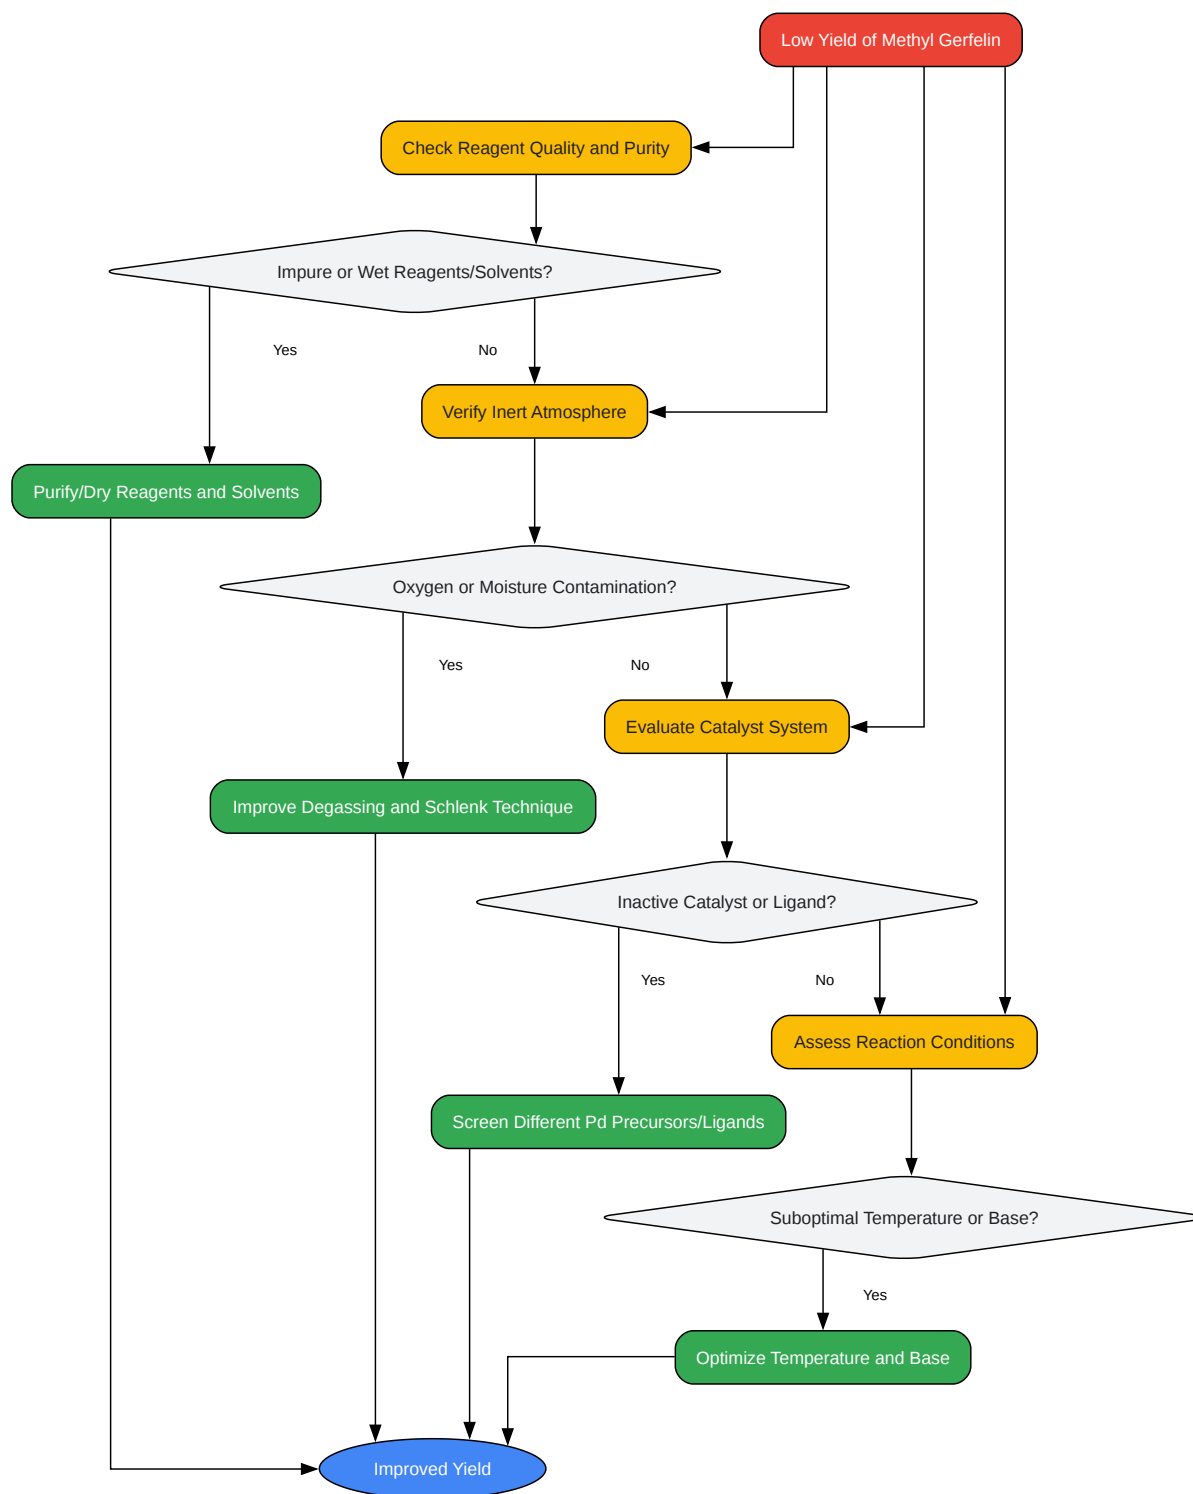 Low Yield of Methyl Gerfelin
Check Reagent Quality and Purity
Impure or Wet Reagents/Solvents?
Yes
No
Verify Inert Atmosphere
Purify/Dry Reagents and Solvents
Oxygen or Moisture Contamination?
Yes
No
Evaluate Catalyst System
Improve Degassing and Schlenk Technique
Inactive Catalyst or Ligand?
Yes
No
Assess Reaction Conditions
Screen Different Pd Precursors/Ligands
Suboptimal Temperature or Base?
Yes
Optimize Temperature and Base
Improved Yield